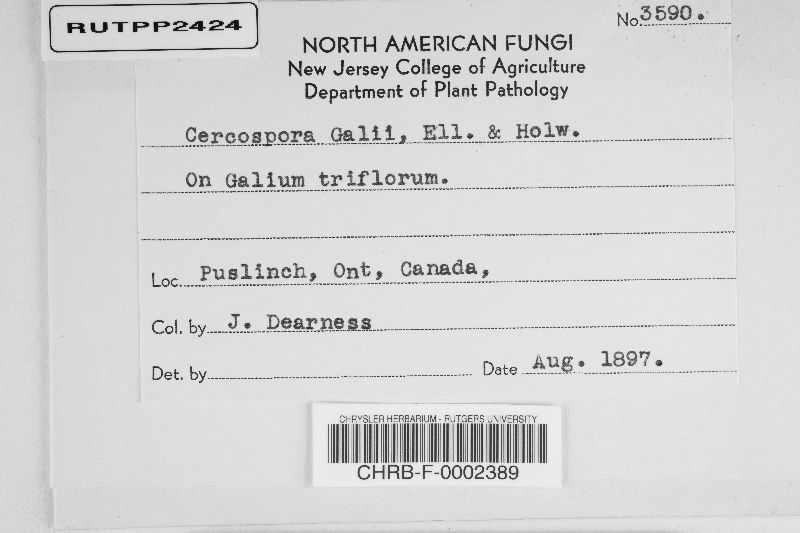 RUTPP2424
No. 3590.
NORTH AMERICAN FUNGI
New Jersey College of Agriculture
Department of Plant Pathology
Cercospora Galii, Ell. & Holw.
On Galium triflorum.
Loc. Puslinch, Ont, Canada,
Col. by J. Dearness
Det. by Date Aug. 1897.
CHRYSLER HERBARIUM - RUTGERS UNIVERSITY
CHRB-F-0002389